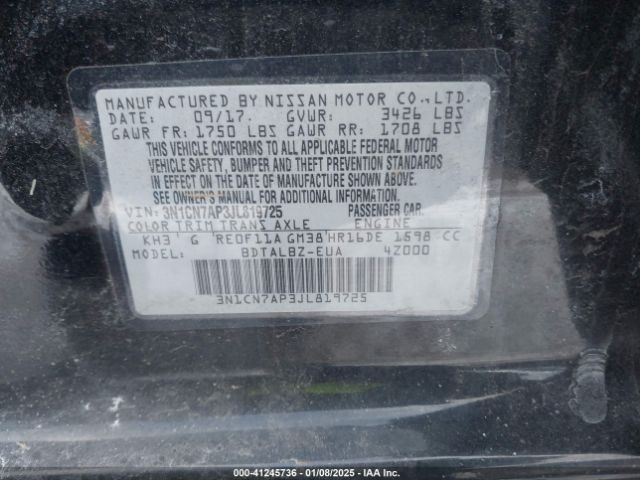 MANUFACTURED BY NISSAN MOTOR CO., LTD.
DATE: 09/17. GVWR: 3426 LBS
GAWR FR: 1750 LBS GAWR RR: 1708 LBS
THIS VEHICLE CONFORMS TO ALL APPLICABLE FEDERAL MOTOR
VEHICLE SAFETY, BUMPER AND THEFT PREVENTION STANDARDS
IN EFFECT ON THE DATE OF MANUFACTURE SHOWN ABOVE.
SEE OWNER'S MANUAL FOR ADDITIONAL INFORMATION.
VIN: 3N1CN7AP3JL819725 PASSENGER CAR
COLOR TRIM TRANS AXLE ENGINE
KH3 G RE0F11A GM38 HR16DE 1598 CC
MODEL: BDTALBZ-EUA 4Z000
3N1CN7AP3JL819725
000-41245736 - 01/08/2025 - IAA Inc.